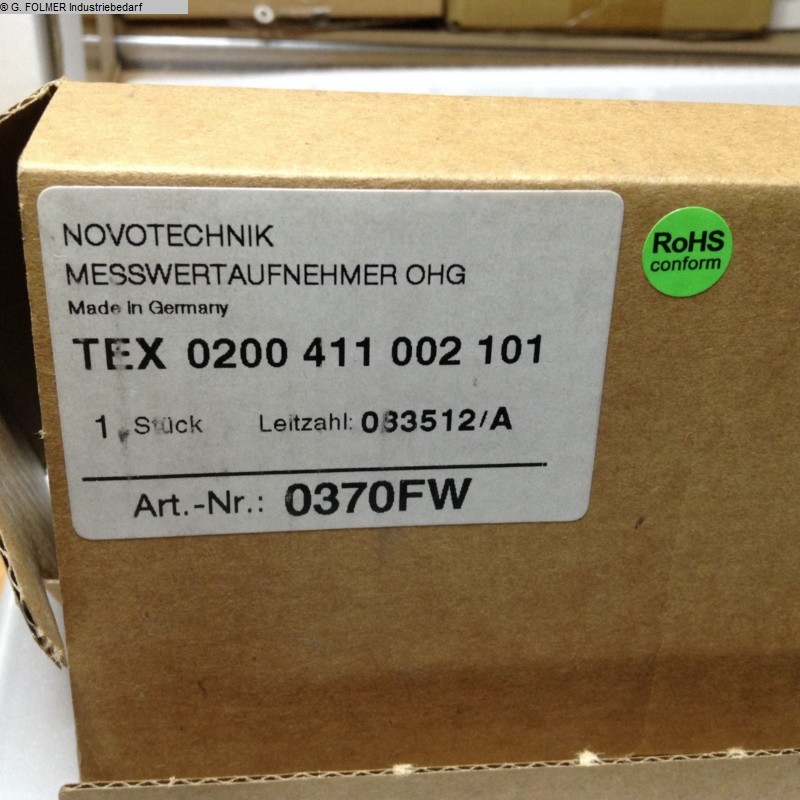 © G. FOLMER Industriebedarf
NOVOTECHNIK
MESSWERTAUFNEHMER OHG
Made in Germany
TEX 0200 411 002 101
1 Stück Leitzahl: 083512/A
Art.-Nr.: 0370FW
RoHS
conform